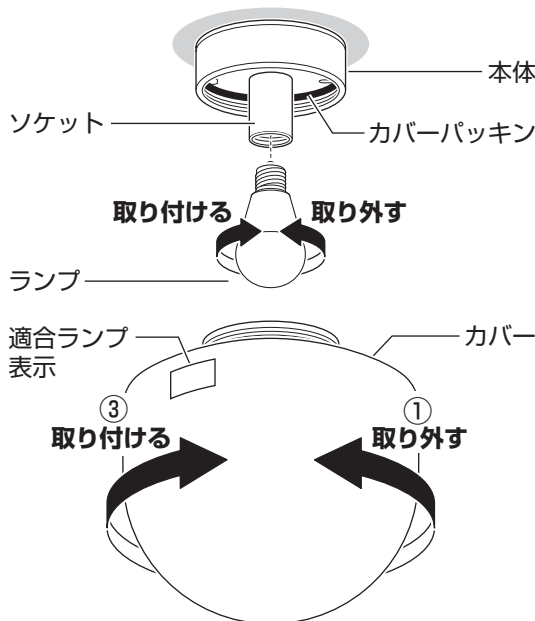 本体
ソケット
カバーパッキン
取り付ける 取り外す
ランプ
適合ランプ
表示
カバー
③
取り付ける
①
取り外す